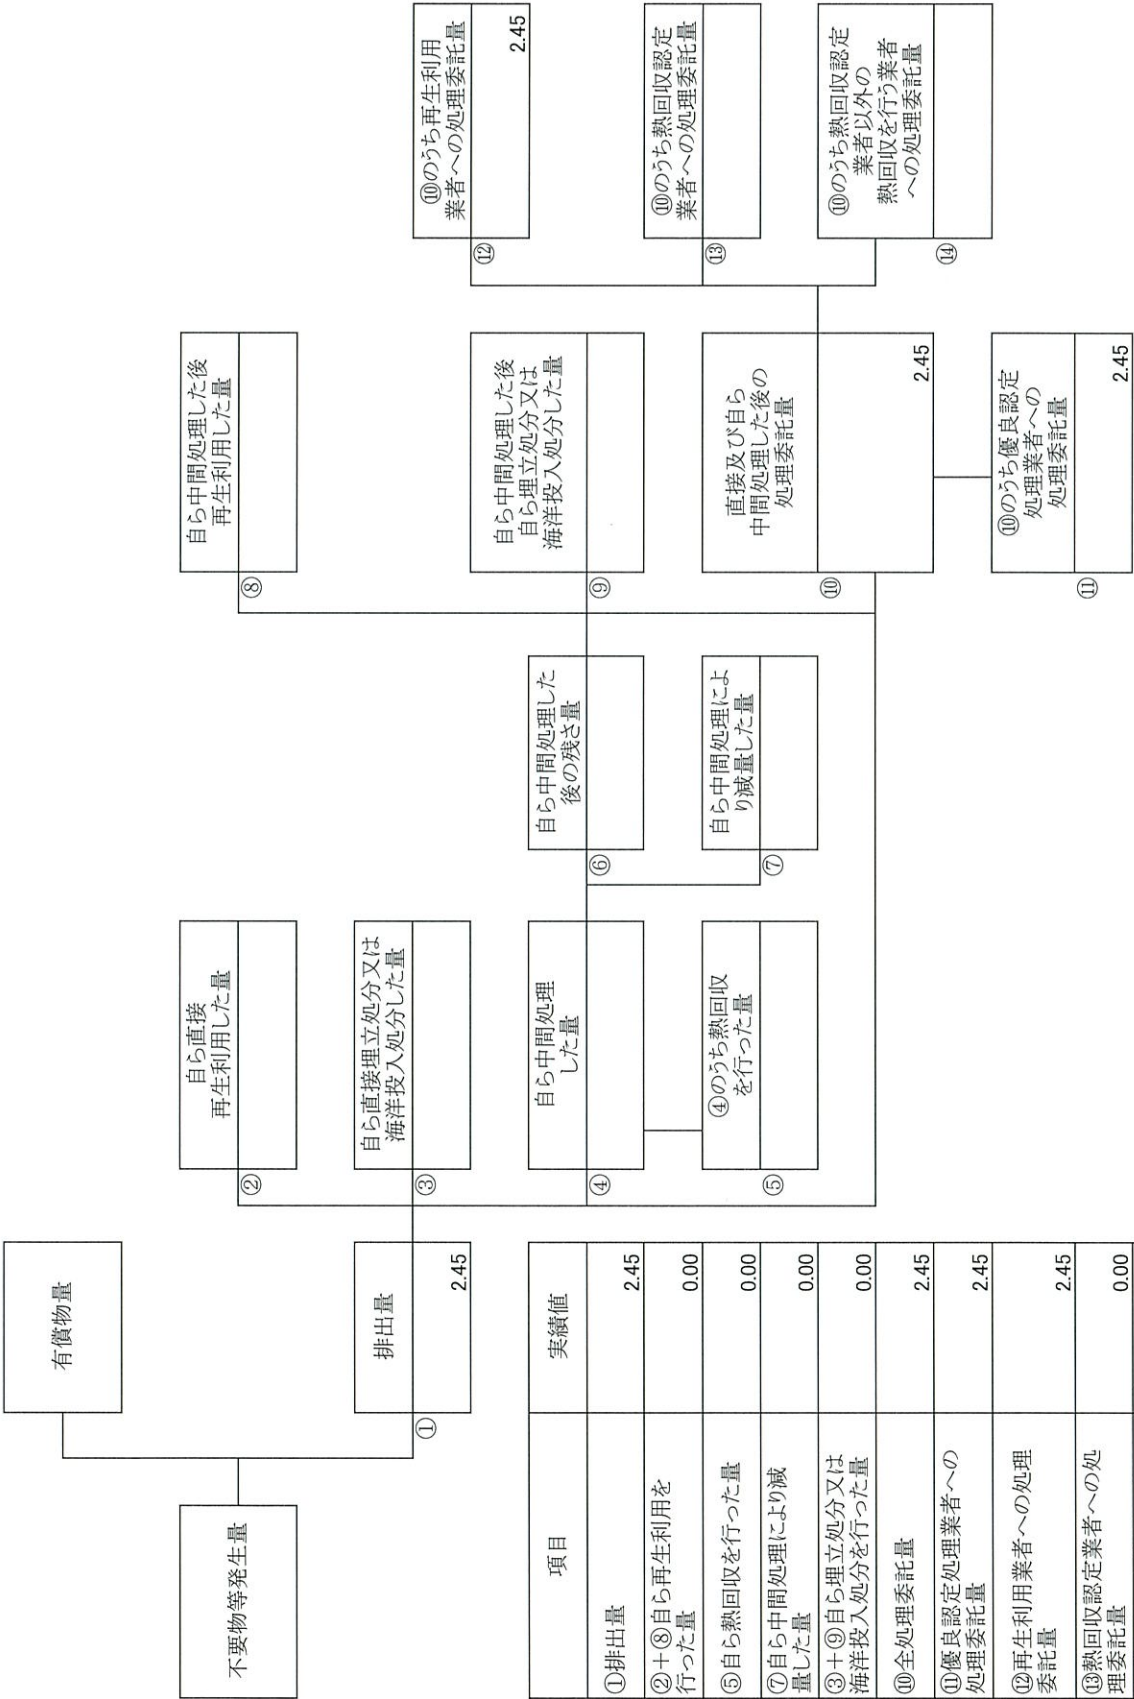 有償物量
不要物等発生量
①
排出量
2.45
②
自ら直接
再生利用した量
③
自ら直接埋立処分又は
海洋投入処分した量
④
自ら中間処理
した量
⑤
④のうち熱回収
を行った量
⑥
自ら中間処理した
後の残さ量
⑦
自ら中間処理によ
り減量した量
⑧
自ら中間処理した後
再生利用した量
⑨
自ら中間処理した後
自ら埋立処分又は
海洋投入処分した量
⑩
直接及び自ら
中間処理した後の
処理委託量
2.45
⑪
⑩のうち優良認定
処理業者への
処理委託量
2.45
⑫
⑩のうち再生利用
業者への処理委託量
2.45
⑬
⑩のうち熱回収認定
業者への処理委託量
⑭
⑩のうち熱回収認定
業者以外の
熱回収を行う業者
への処理委託量
項目 実績値
①排出量 2.45
②+⑧自ら再生利用を
行った量 0.00
⑤自ら熱回収を行った量 0.00
⑦自ら中間処理により減
量した量 0.00
③+⑨自ら埋立処分又は
海洋投入処分を行った量 0.00
⑩全処理委託量 2.45
⑪優良認定処理業者への
処理委託量 2.45
⑫再生利用業者への処理
委託量 2.45
⑬熱回収認定業者への処
理委託量 0.00